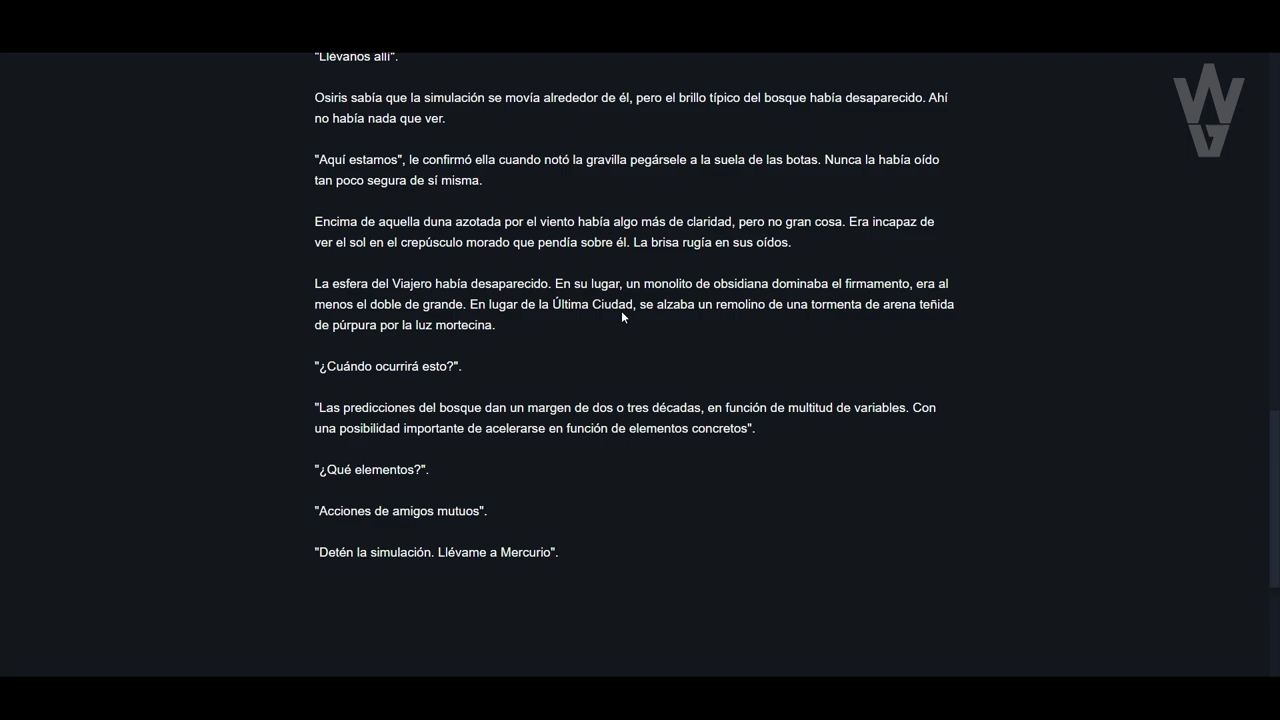 "Llévanos allí".
Osiris sabía que la simulación se movía alrededor de él, pero el brillo típico del bosque había desaparecido. Ahí
no había nada que ver.
"Aquí estamos", le confirmó ella cuando notó la gravilla pegársele a la suela de las botas. Nunca la había oído
tan poco segura de sí misma.
Encima de aquella duna azotada por el viento había algo más de claridad, pero no gran cosa. Era incapaz de
ver el sol en el crepúsculo morado que pendía sobre él. La brisa rugía en sus oídos.
La esfera del Viajero había desaparecido. En su lugar, un monolito de obsidiana dominaba el firmamento, era al
menos el doble de grande. En lugar de la Última Ciudad, se alzaba un remolino de una tormenta de arena teñida
de púrpura por la luz mortecina.
"¿Cuándo ocurrirá esto?".
"Las predicciones del bosque dan un margen de dos o tres décadas, en función de multitud de variables. Con
una posibilidad importante de acelerarse en función de elementos concretos".
"¿Qué elementos?".
"Acciones de amigos mutuos".
"Detén la simulación. Llévame a Mercurio".